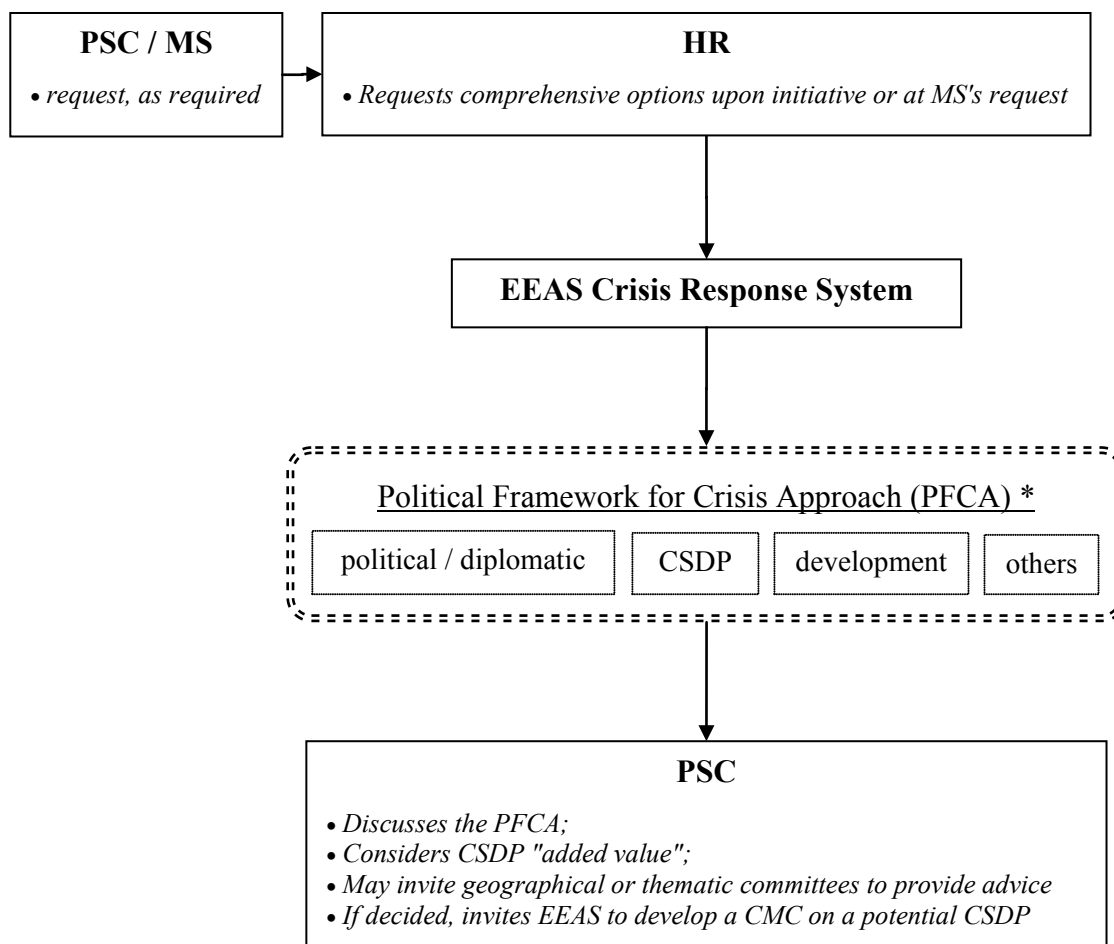 PSC / MS
• request, as required
HR
• Requests comprehensive options upon initiative or at MS's request
EEAS Crisis Response System
Political Framework for Crisis Approach (PFCA) *
political / diplomatic
CSDP
development
others
PSC
• Discusses the PFCA;
• Considers CSDP "added value";
• May invite geographical or thematic committees to provide advice
• If decided, invites EEAS to develop a CMC on a potential CSDP